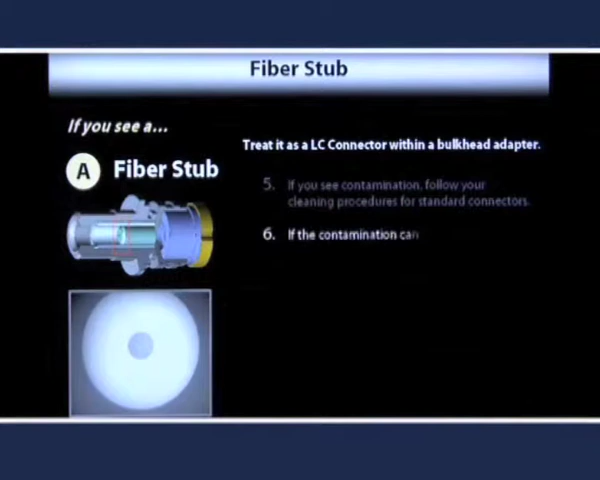 Fiber Stub
If you see a...
A Fiber Stub
Treat it as a LC Connector within a bulkhead adapter.
5. If you see contamination, follow your
cleaning procedures for standard connectors.
6. If the contamination can